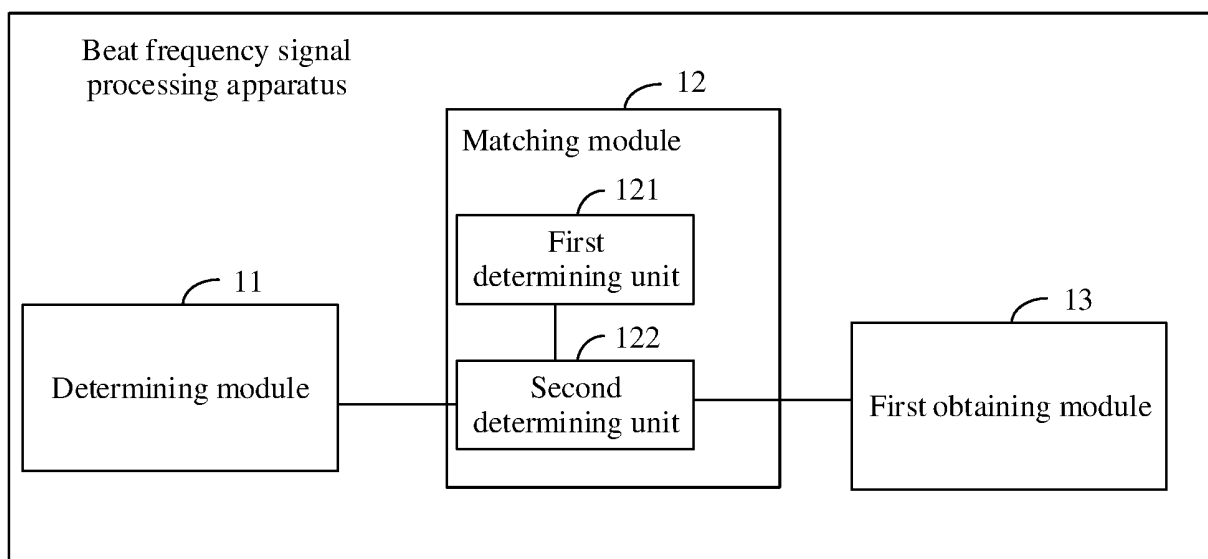 Beat frequency signal
processing apparatus
12
Matching module
121
First
determining unit
11
Determining module
122
Second
determining unit
13
First obtaining module